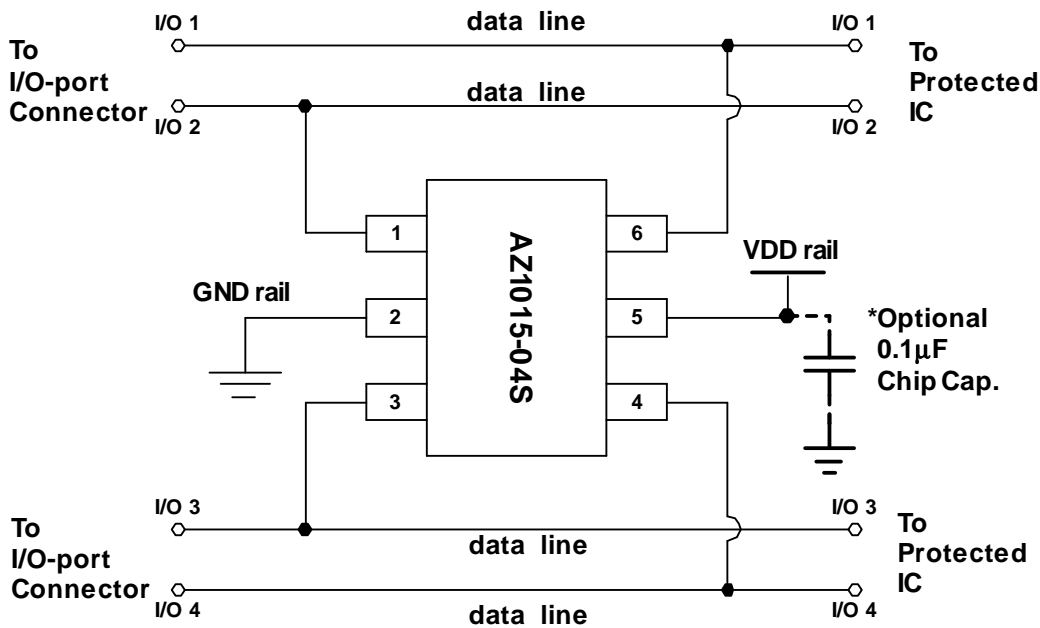 I/O 1
data line
I/O 1
To
I/O-port
Connector
To
Protected
IC
data line
I/O 2
I/O 2
1
6
AZ1015-04S
VDD rail
GND rail
2
5
*Optional
0.1μF
Chip Cap.
3
4
I/O 3
I/O 3
To
I/O-port
Connector
data line
To
Protected
IC
I/O 4
data line
I/O 4